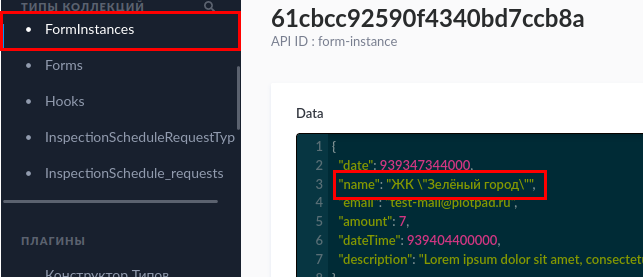 ТИПЫ КОЛЛЕКЦИЙ
FormInstances
Forms
Hooks
InspectionScheduleRequestTyp
InspectionSchedule_requests
ПЛАГИНЫ
Конструктор Типов
61cbcc92590f4340bd7ccb8a
API ID : form-instance
Data
1 {
2 "date": 939347344000,
3 "name": "ЖК \"Зелёный город\"",
4 "email": "test-mail@plotpad.ru",
5 "amount": 7,
6 "dateTime": 939404400000,
7 "description": "Lorem ipsum dolor sit amet, consectet
8 }